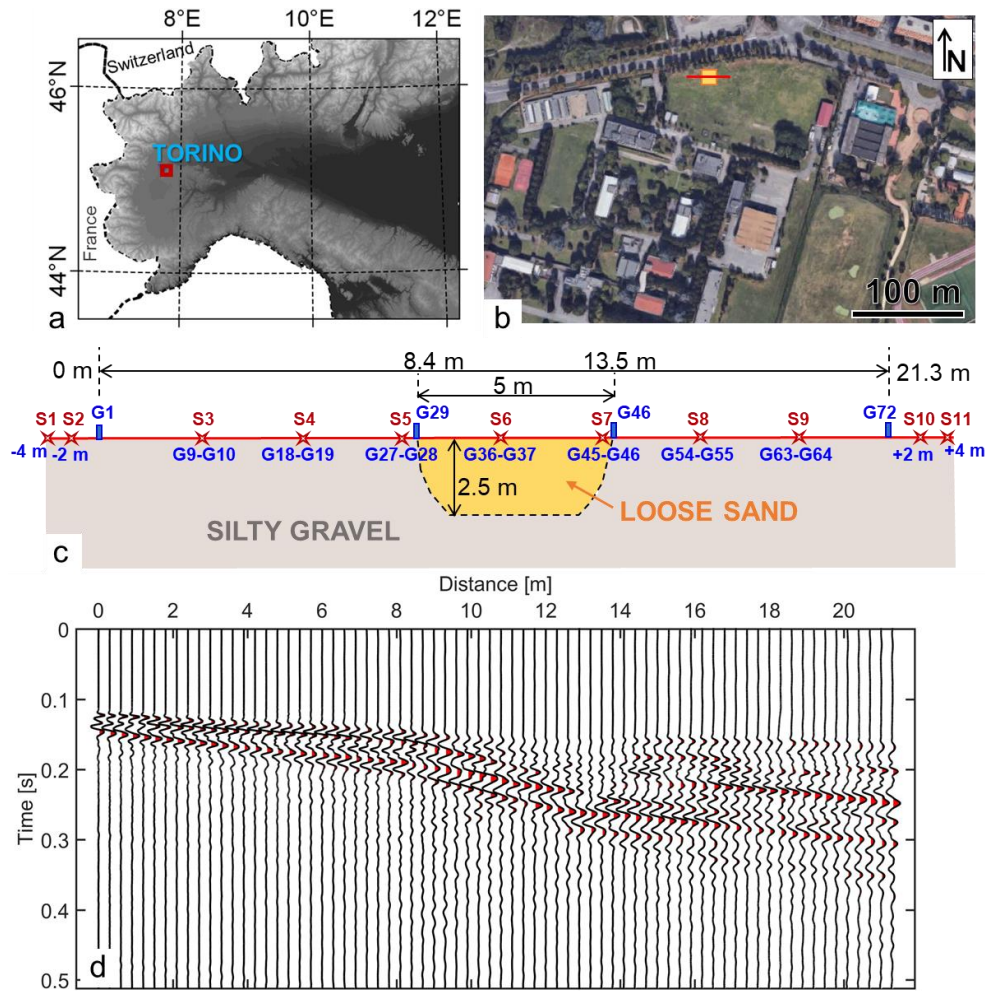 8°E 10°E 12°E
Switzerland
46°N
TORINO
France
44°N
a
N
100 m
b
0 m 8.4 m 13.5 m 21.3 m
5 m
S1 S2 G1 S3 S4 S5 G29 S6 S7 G46 S8 S9 G72 S10 S11
-4 m -2 m G9-G10 G18-G19 G27-G28 G36-G37 G45-G46 G54-G55 G63-G64 +2 m +4 m
2.5 m
LOOSE SAND
SILTY GRAVEL
c
Distance [m]
0 2 4 6 8 10 12 14 16 18 20
0
0.1
0.2
Time [s]
0.3
0.4
0.5
d